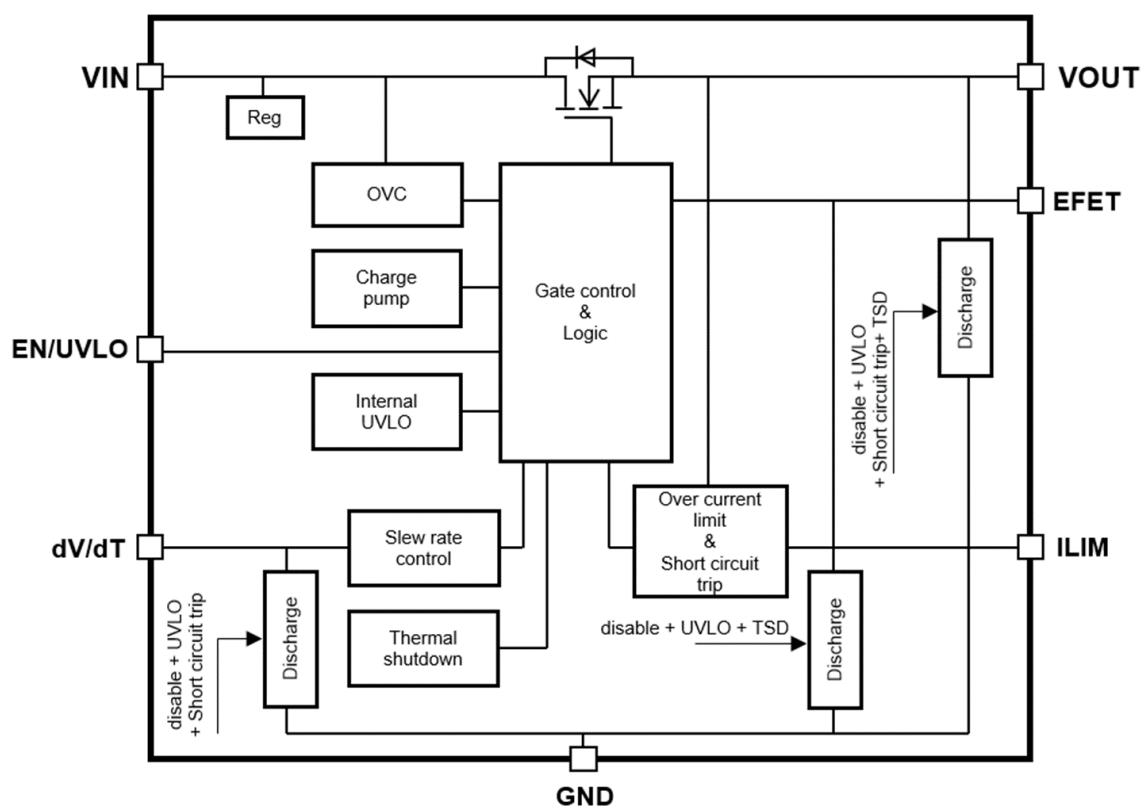 VIN
VOUT
Reg
OVC
EFET
Charge
pump
Gate control
&
Logic
Discharge
disable + UVLO
+ Short circuit trip+ TSD
EN/UVLO
Internal
UVLO
Over current
limit
&
Short circuit
trip
dV/dT
Slew rate
control
ILIM
disable + UVLO
+ Short circuit trip
Discharge
Thermal
shutdown
disable + UVLO + TSD
Discharge
GND